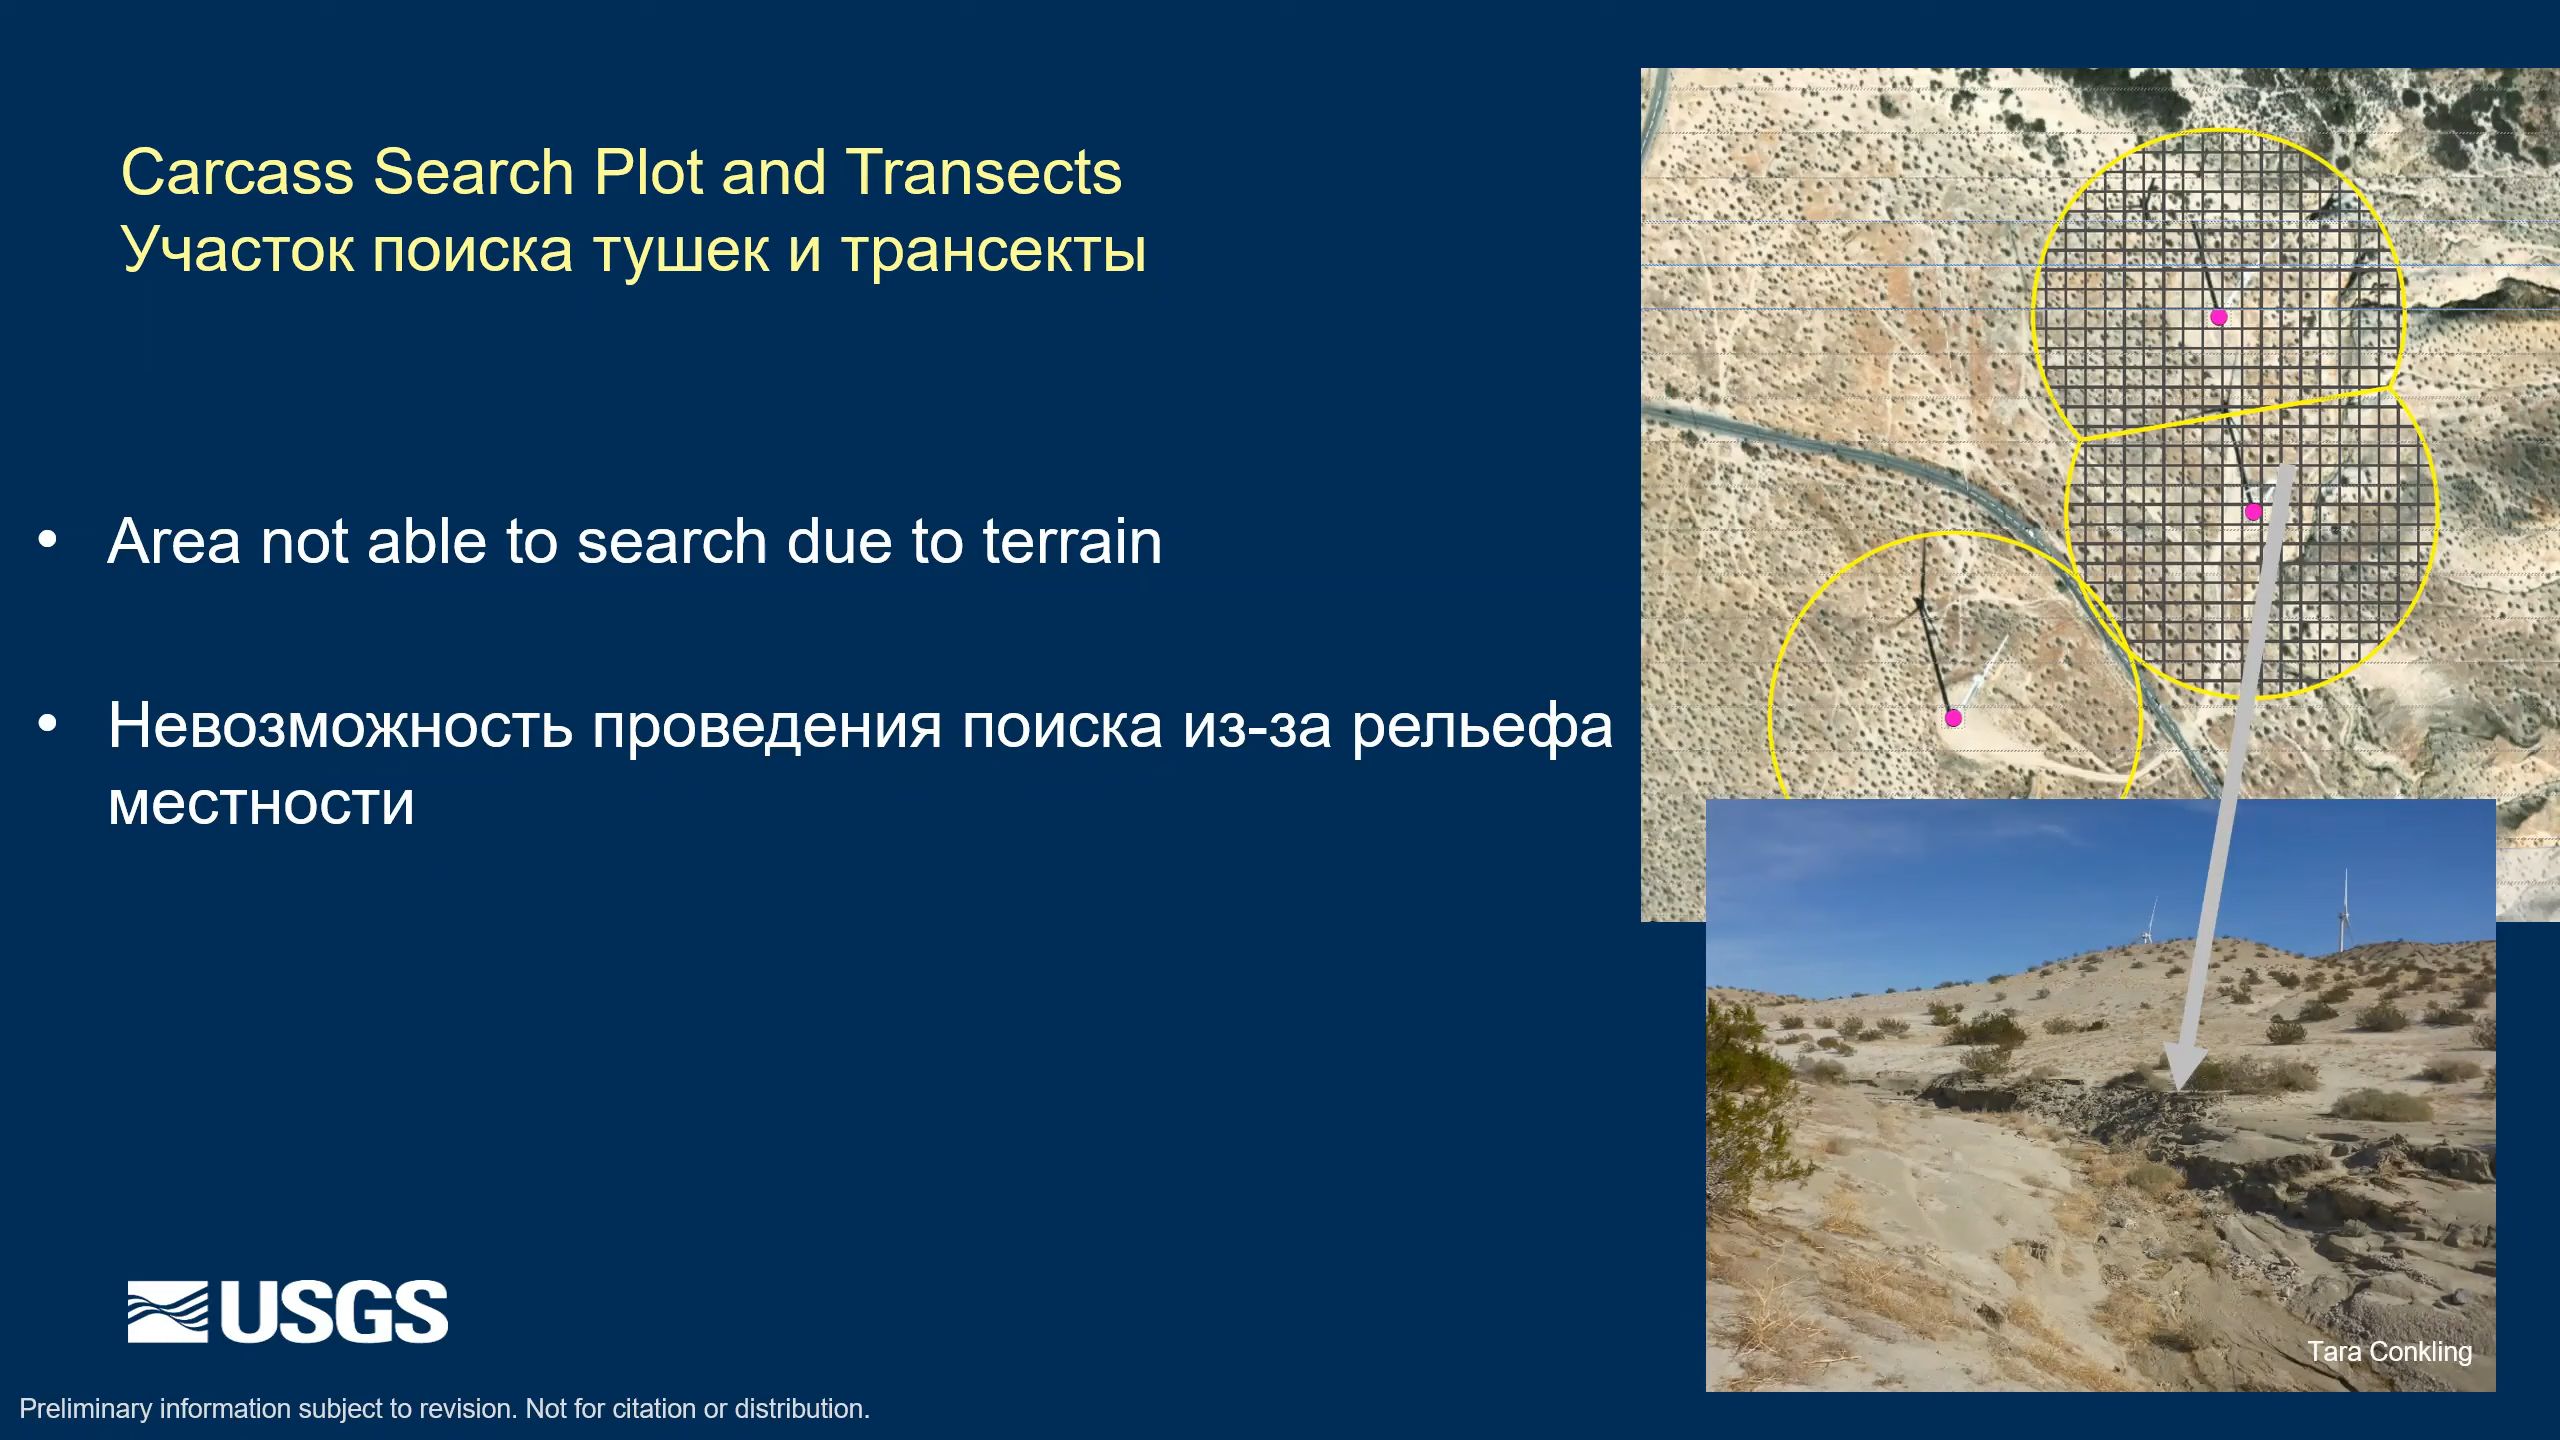 Carcass Search Plot and Transects
Участок поиска тушек и трансекты
• Area not able to search due to terrain
• Невозможность проведения поиска из-за рельефа
местности
Tara Conkling
USGS
Preliminary information subject to revision. Not for citation or distribution.